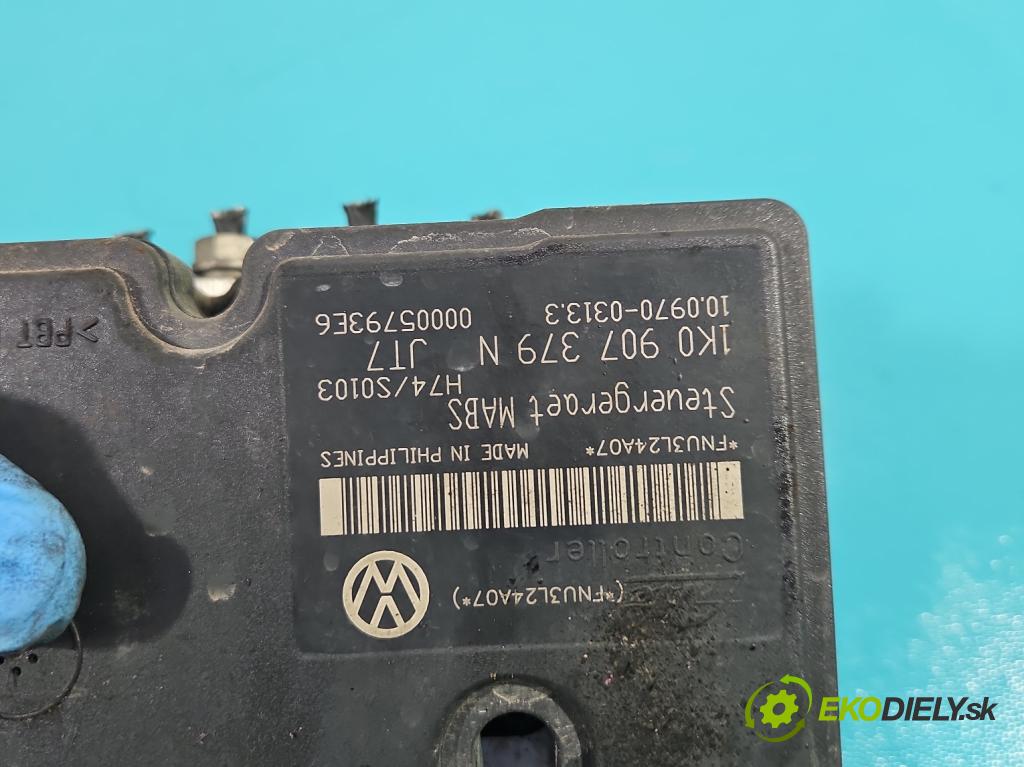 (*FNU3L24A07*)
Controller
*FNU3L24A07* MADE IN PHILIPPINES
Steuergeraet MABS H74/S0103
1K0 907 379 N JT7
10.0970-0313.3 00005793E6
>PBT
EKODIELY.sk